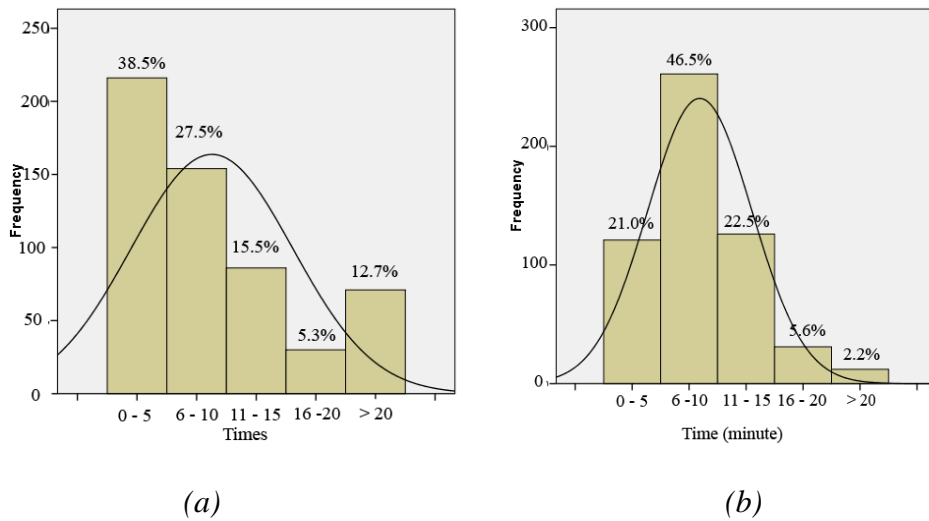 250
200
150
100
50
0
Frequency
38.5%
27.5%
15.5%
5.3%
12.7%
0 - 5
6 - 10
11 - 15
16 -20
> 20
Times
(a)
300
200
100
0
Frequency
21.0%
46.5%
22.5%
5.6%
2.2%
0 - 5
6 -10
11 - 15
16 - 20
> 20
Time (minute)
(b)